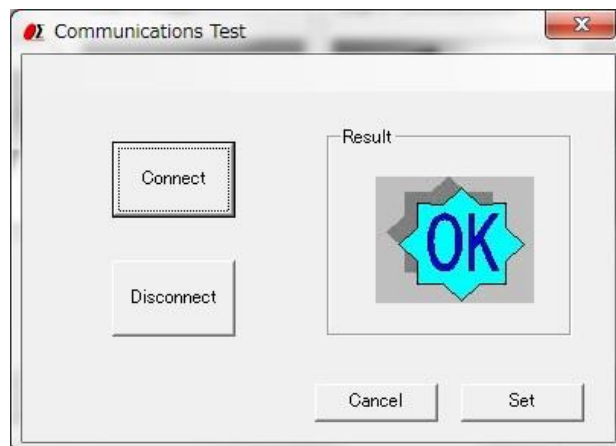 Communications Test
Connect
Disconnect
Result
OK
Cancel
Set